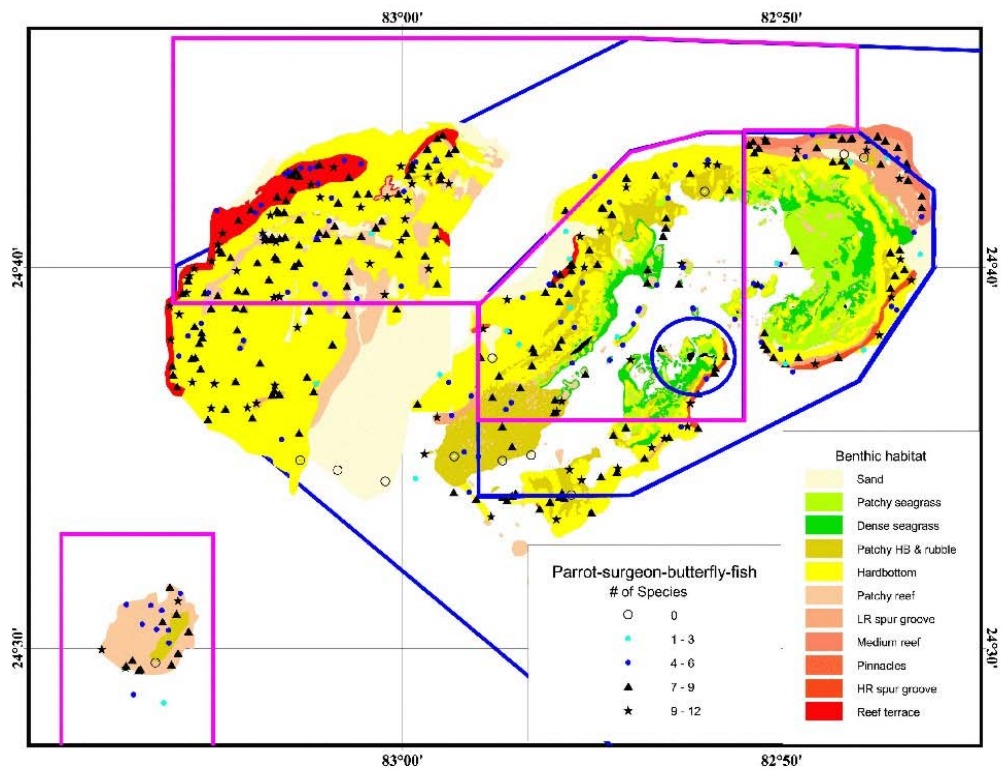 83°00' 82°50'
24°40' 24°40'
Benthic habitat
Sand
Patchy seagrass
Dense seagrass
Patchy HB & rubble
Hardbottom
Patchy reef
LR spur groove
Medium reef
Pinnacles
HR spur groove
Reef terrace
Parrot-surgeon-butterfly-fish
# of Species
0
1 - 3
4 - 6
7 - 9
9 - 12
24°30' 24°30'
83°00' 82°50'